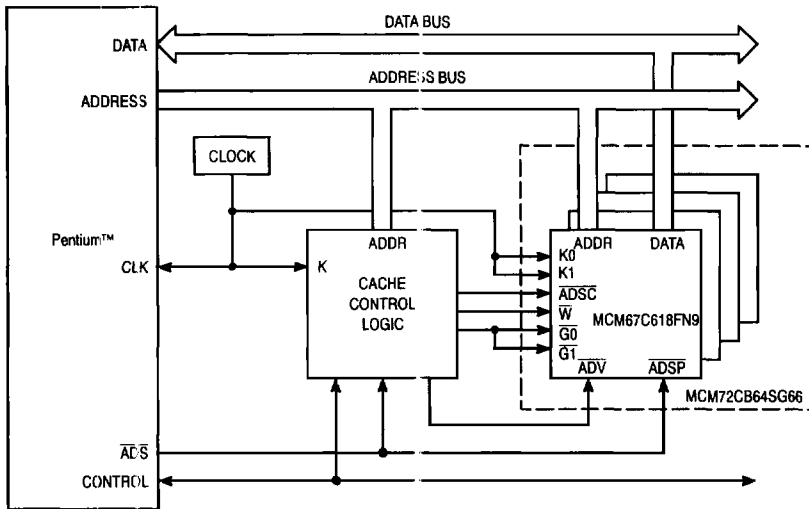 DATA BUS
DATA
ADDRESS BUS
ADDRESS
CLOCK
Pentium™
ADDR
ADDR DATA
CLK
K
K0
K1
CACHE
CONTROL
LOGIC
ADSC
W
MCM67C618FN9
G0
G1
ADV
ADSP
MCM72CB64SG66
ADS
CONTROL